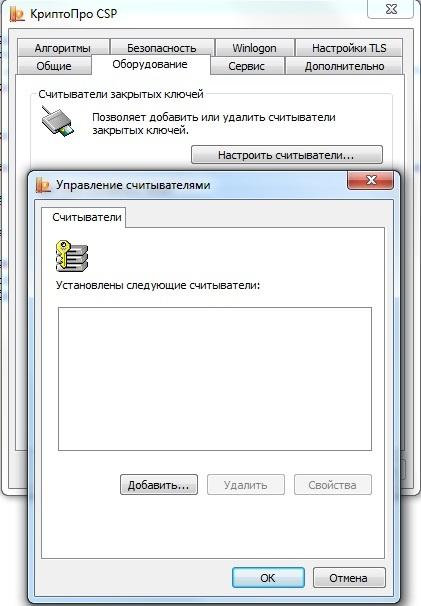 КриптоПро CSP
Алгоритмы Безопасность Winlogon Настройки TLS
Общие Оборудование Сервис Дополнительно
Считыватели закрытых ключей
Позволяет добавить или удалить считыватели
закрытых ключей.
Настроить считыватели...
Управление считывателями
Считыватели
Установлены следующие считыватели:
Добавить... Удалить Свойства
ОК Отмена